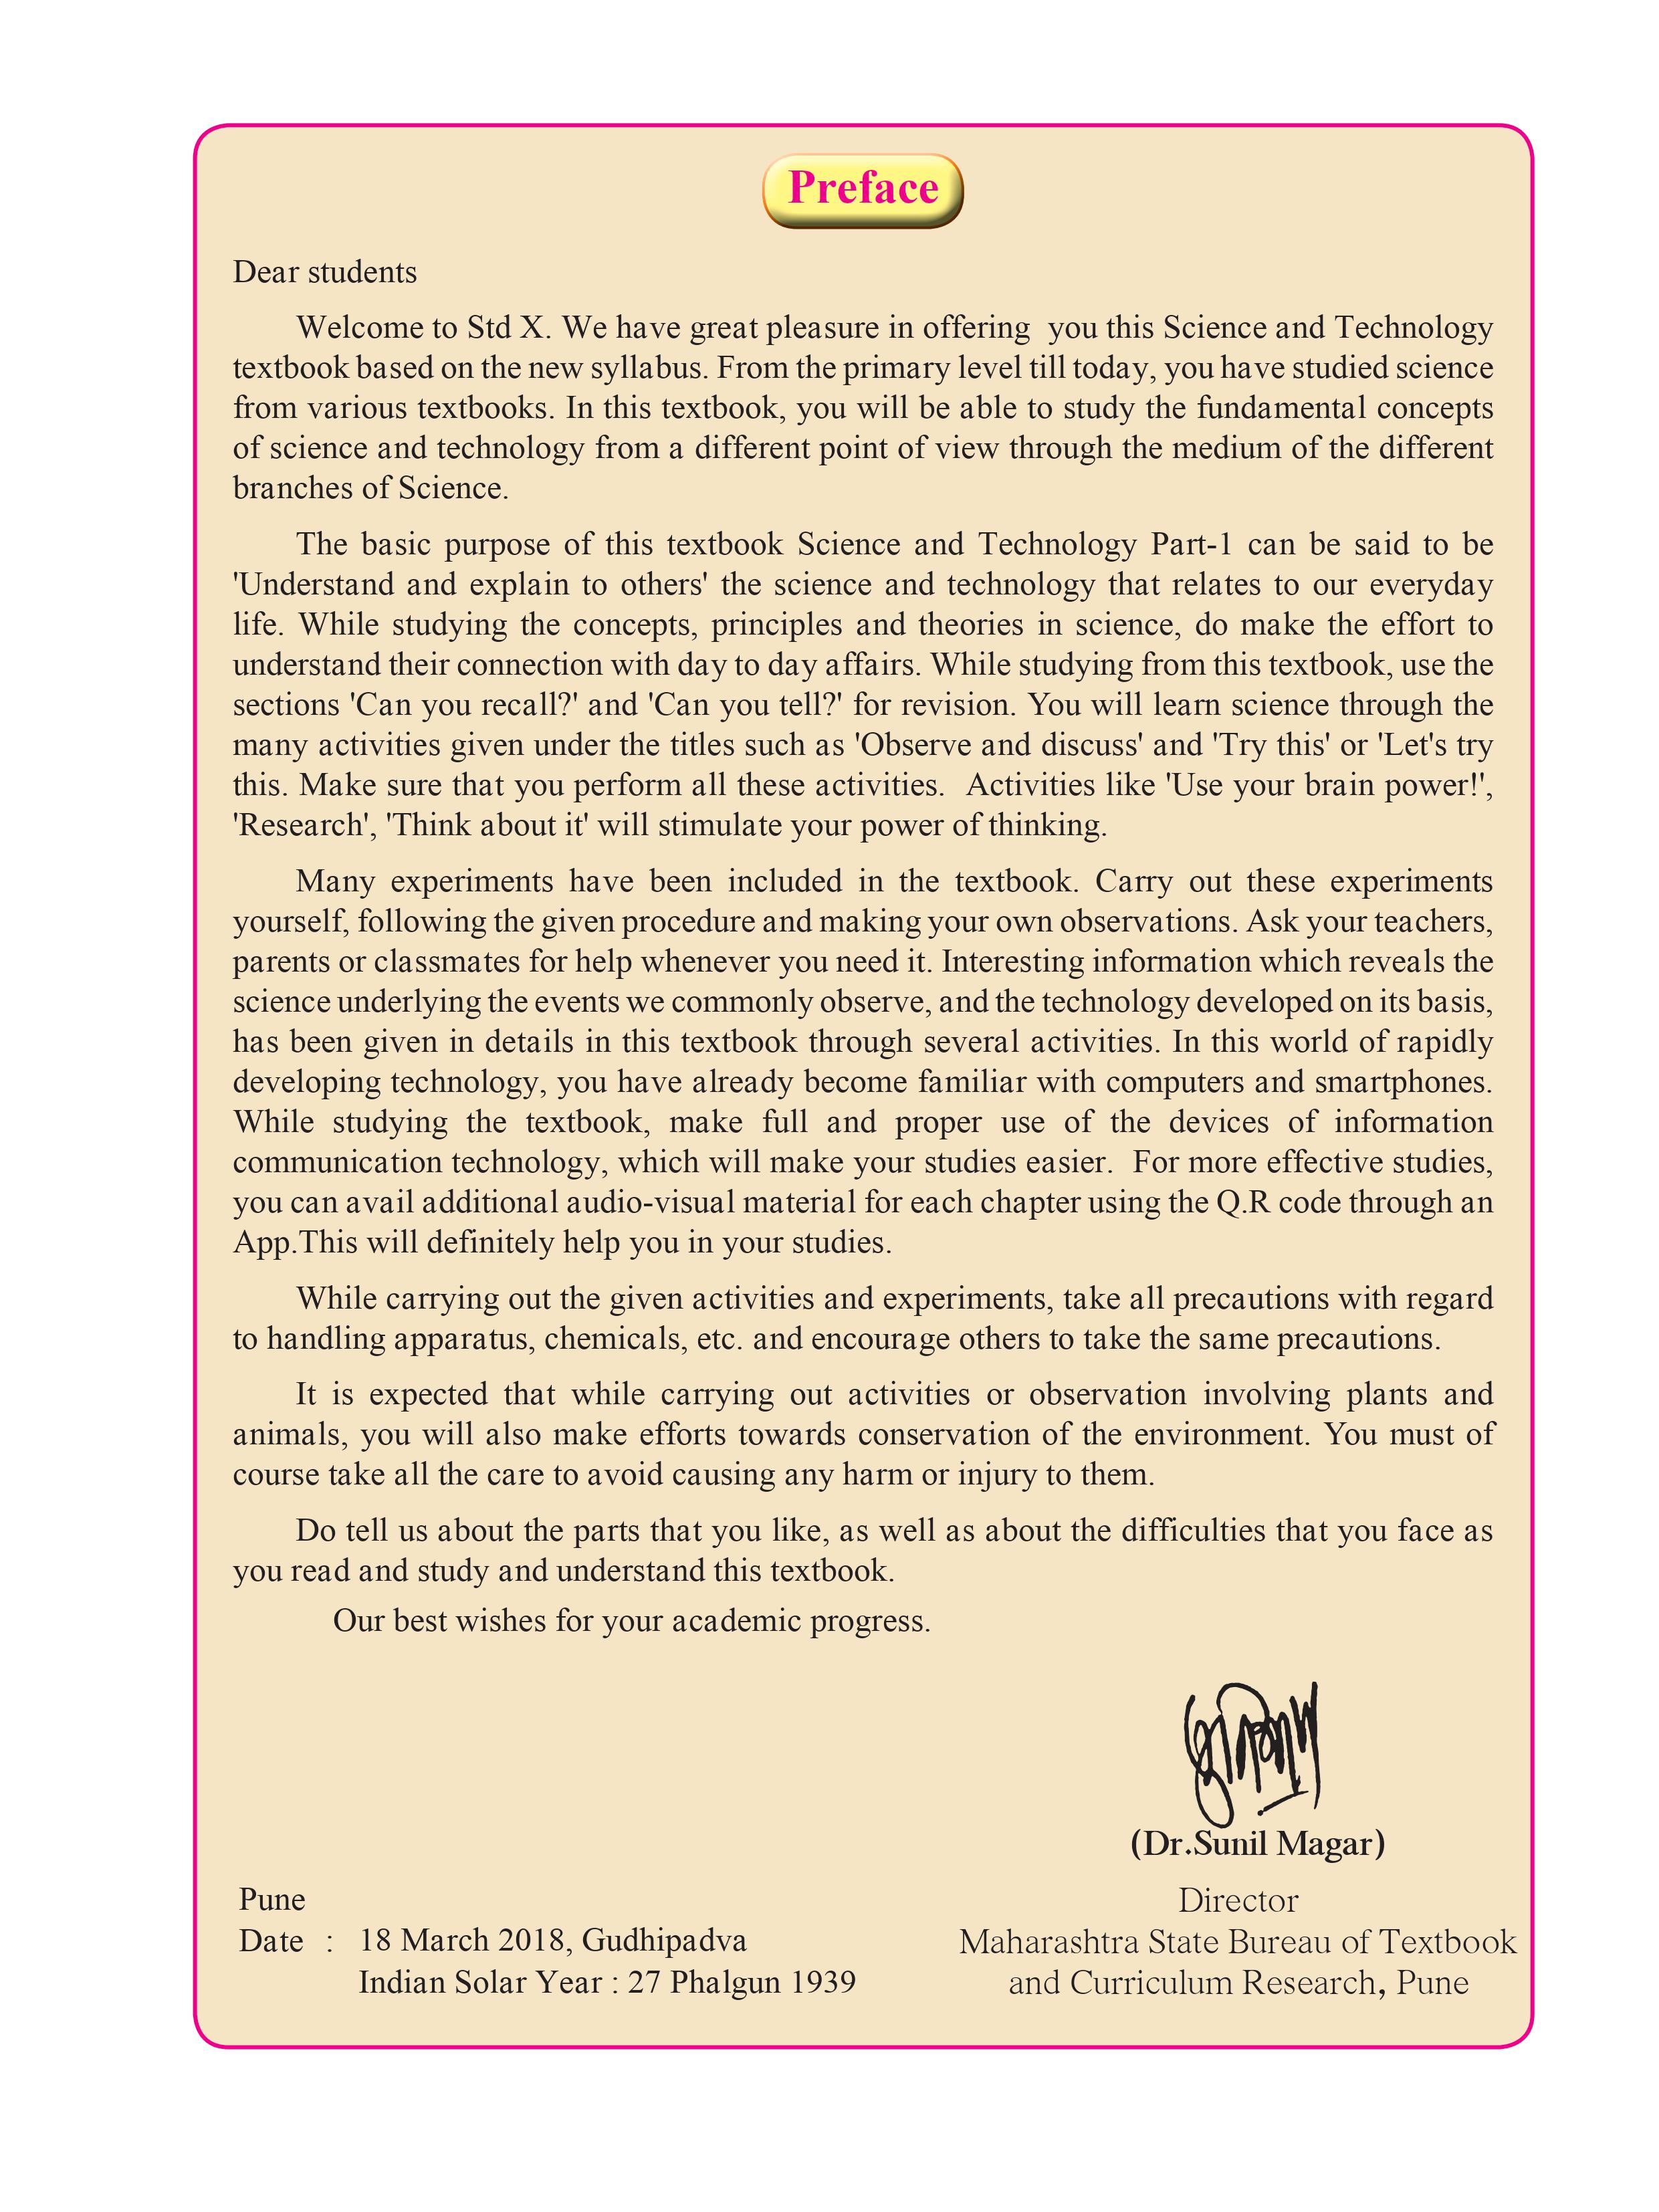 Preface
Dear students
Welcome to Std X. We have great pleasure in offering you this Science and Technology
textbook based on the new syllabus. From the primary level till today, you have studied science
from various textbooks. In this textbook, you will be able to study the fundamental concepts
of science and technology from a different point of view through the medium of the different
branches of Science.
The basic purpose of this textbook Science and Technology Part-1 can be said to be
'Understand and explain to others' the science and technology that relates to our everyday
life. While studying the concepts, principles and theories in science, do make the effort to
understand their connection with day to day affairs. While studying from this textbook, use the
sections 'Can you recall?' and 'Can you tell?' for revision. You will learn science through the
many activities given under the titles such as 'Observe and discuss' and 'Try this' or 'Let's try
this. Make sure that you perform all these activities. Activities like 'Use your brain power!',
'Research', 'Think about it' will stimulate your power of thinking.
Many experiments have been included in the textbook. Carry out these experiments
yourself, following the given procedure and making your own observations. Ask your teachers,
parents or classmates for help whenever you need it. Interesting information which reveals the
science underlying the events we commonly observe, and the technology developed on its basis,
has been given in details in this textbook through several activities. In this world of rapidly
developing technology, you have already become familiar with computers and smartphones.
While studying the textbook, make full and proper use of the devices of information
communication technology, which will make your studies easier. For more effective studies,
you can avail additional audio-visual material for each chapter using the Q.R code through an
App.This will definitely help you in your studies.
While carrying out the given activities and experiments, take all precautions with regard
to handling apparatus, chemicals, etc. and encourage others to take the same precautions.
It is expected that while carrying out activities or observation involving plants and
animals, you will also make efforts towards conservation of the environment. You must of
course take all the care to avoid causing any harm or injury to them.
Do tell us about the parts that you like, as well as about the difficulties that you face as
you read and study and understand this textbook.
Our best wishes for your academic progress.
(Dr.Sunil Magar)
Director
Maharashtra State Bureau of Textbook
and Curriculum Research, Pune
Pune
Date : 18 March 2018, Gudhipadva
Indian Solar Year : 27 Phalgun 1939